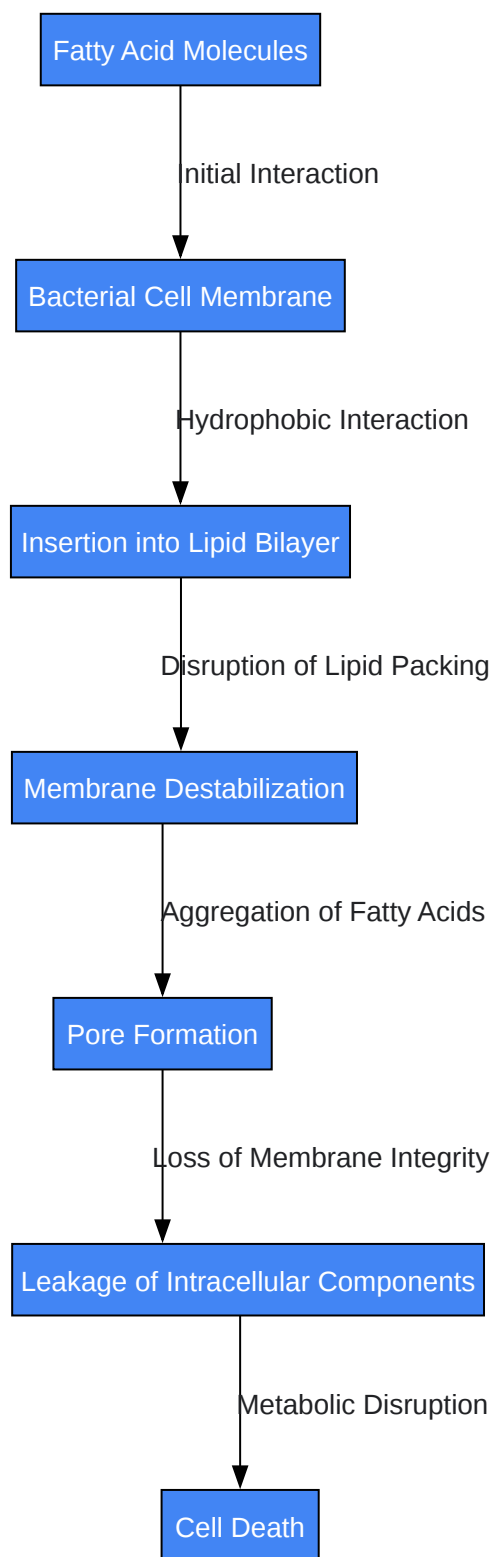 Fatty Acid Molecules
Initial Interaction
Bacterial Cell Membrane
Hydrophobic Interaction
Insertion into Lipid Bilayer
Disruption of Lipid Packing
Membrane Destabilization
Aggregation of Fatty Acids
Pore Formation
Loss of Membrane Integrity
Leakage of Intracellular Components
Metabolic Disruption
Cell Death